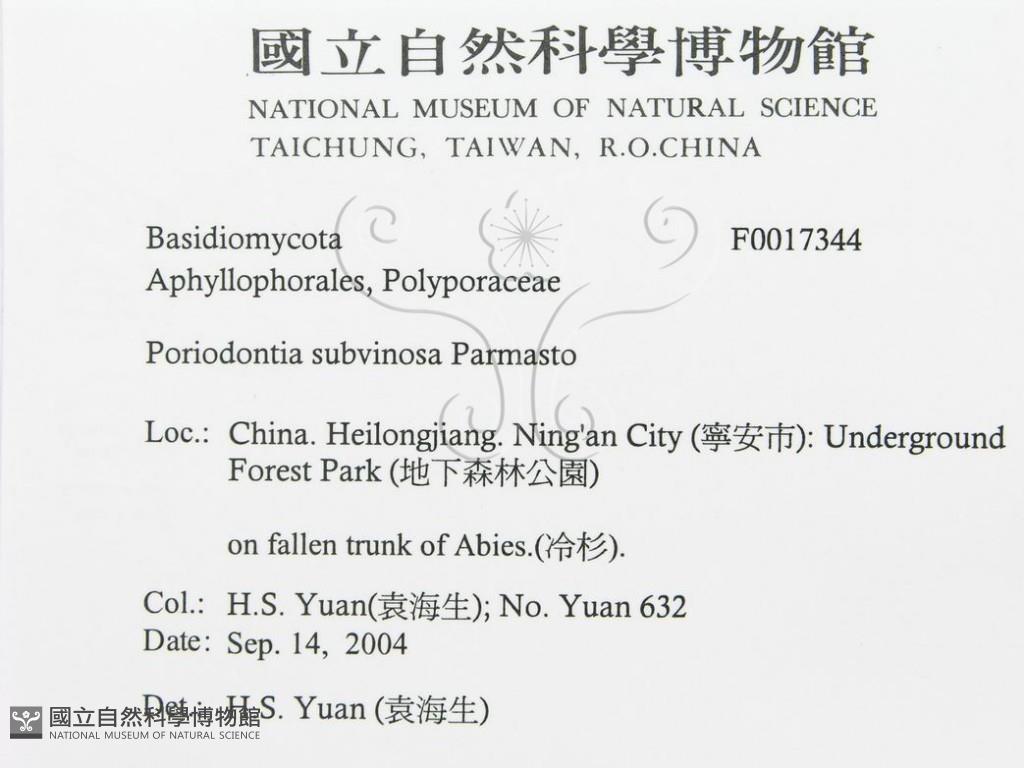 國立自然科學博物館
NATIONAL MUSEUM OF NATURAL SCIENCE
TAICHUNG, TAIWAN, R.O.CHINA
Basidiomycota F0017344
Aphyllophorales, Polyporaceae
Poriodontia subvinosa Parmasto
Loc.: China. Heilongjiang. Ning'an City (寧安市): Underground
Forest Park (地下森林公園)
on fallen trunk of Abies.(冷杉).
Col.: H.S. Yuan(袁海生); No. Yuan 632
Date: Sep. 14, 2004
Det.: H.S. Yuan (袁海生)
國立自然科學博物館
NATIONAL MUSEUM OF NATURAL SCIENCE